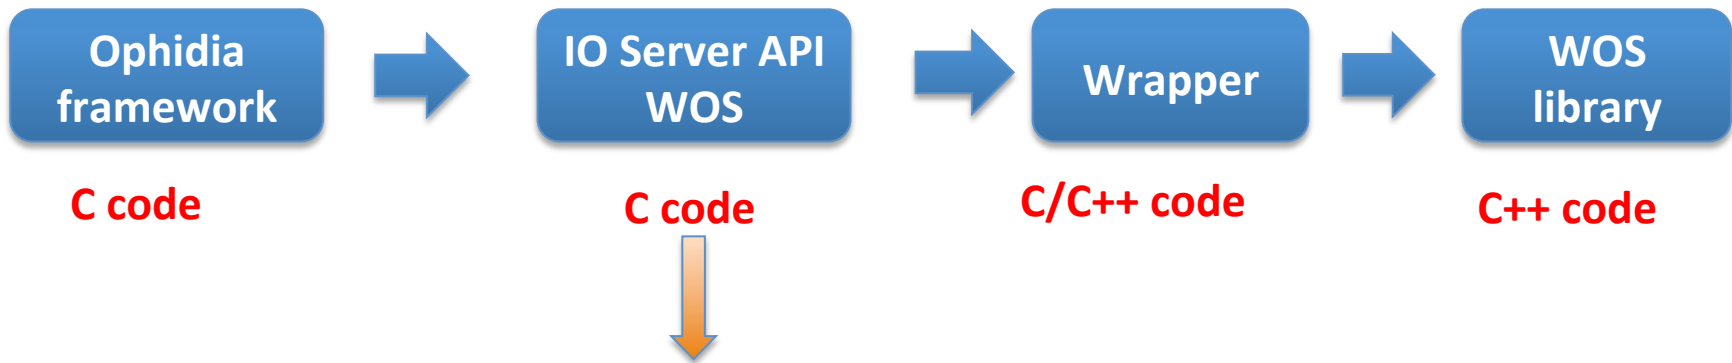 Ophidia
framework
IO Server API
WOS
Wrapper
WOS
library
C code
C code
C/C++ code
C++ code